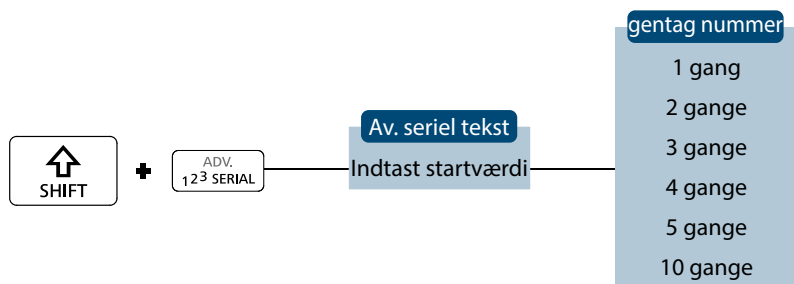 SHIFT
ADV.
123 SERIAL
Av. seriel tekst
Indtast startværdi
gentag nummer
1 gang
2 gange
3 gange
4 gange
5 gange
10 gange